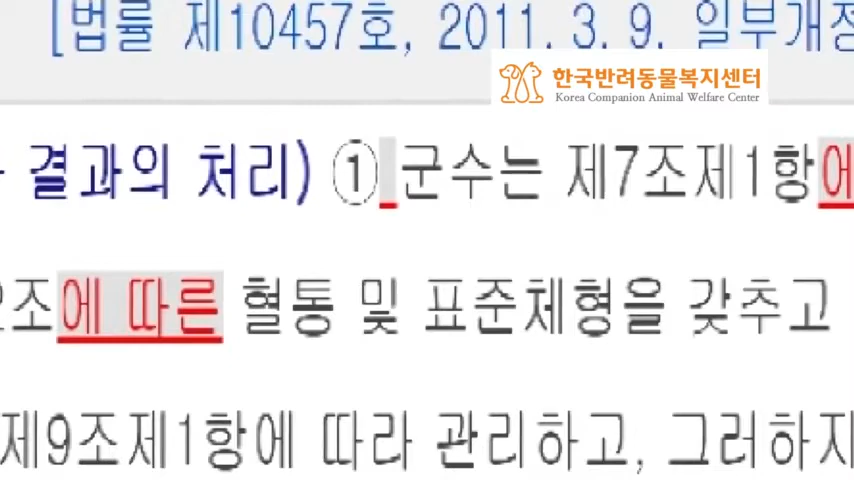 [법률 제10457호, 2011. 3. 9. 일부개정
한국반려동물복지센터
Korea Companion Animal Welfare Center
결과의 처리) ① 군수는 제7조제1항에
조에 따른 혈통 및 표준체형을 갖추고
제9조제1항에 따라 관리하고, 그러하지